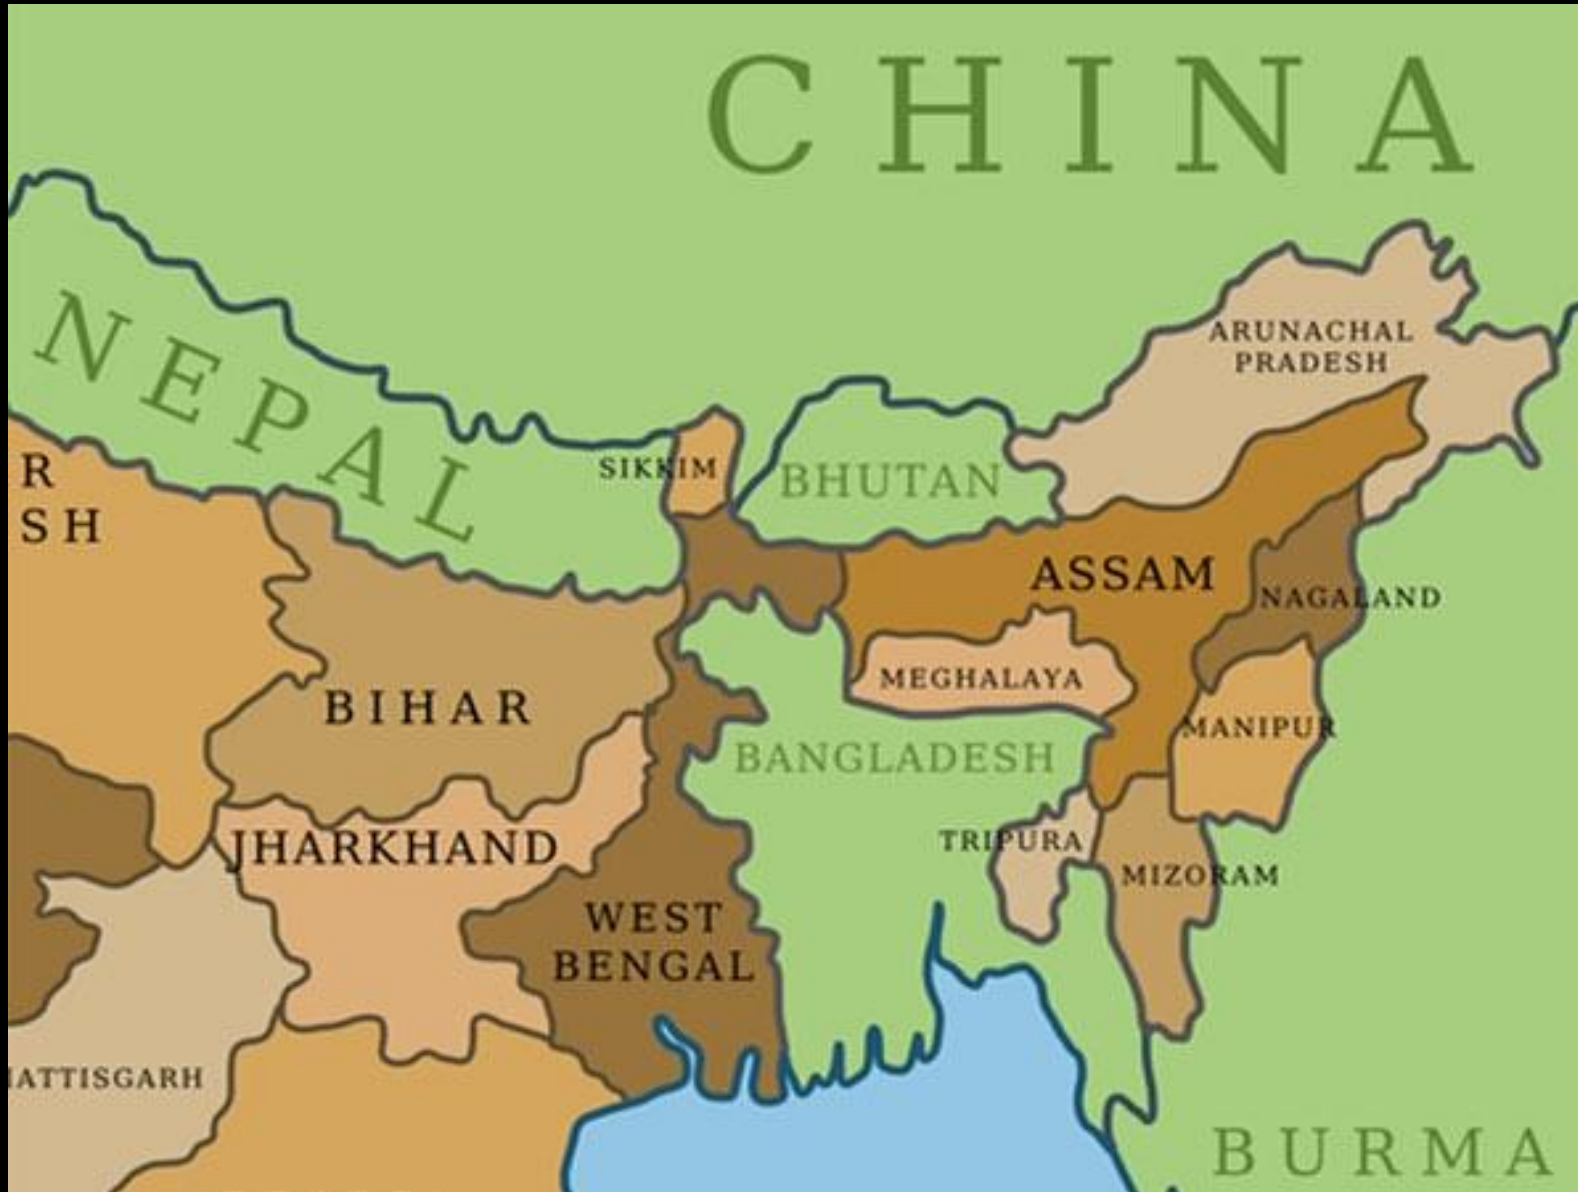 CHINA
ARUNACHAL
PRADESH
NEPAL
SIKKIM
BHUTAN
R
SH
ASSAM
NAGALAND
MEGHALAYA
BIHAR
MANIPUR
BANGLADESH
TRIPURA
JHARKHAND
MIZORAM
WEST
BENGAL
HATTISGARH
BURMA